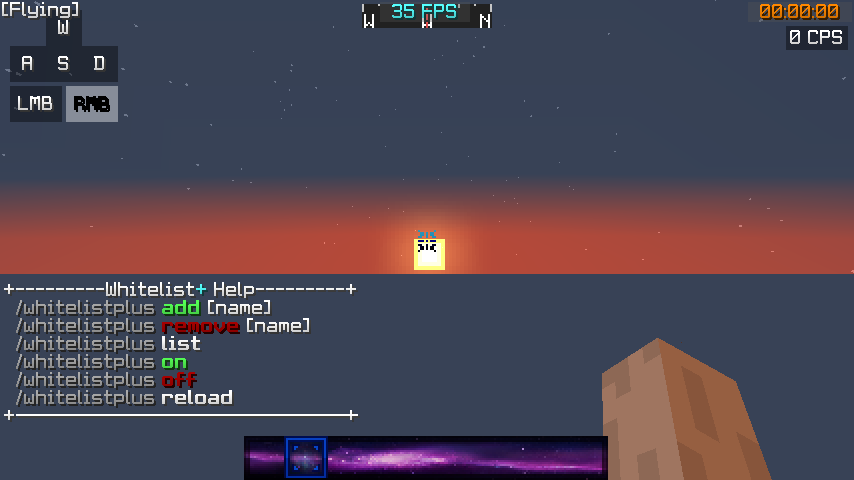 [Flying]
W
A S D
LMB RMB
35 FPS
W W N
00:00:00
0 CPS
+---------Whitelist+ Help---------+
/whitelistplus add [name]
/whitelistplus remove [name]
/whitelistplus list
/whitelistplus on
/whitelistplus off
/whitelistplus reload
+--------------------------+